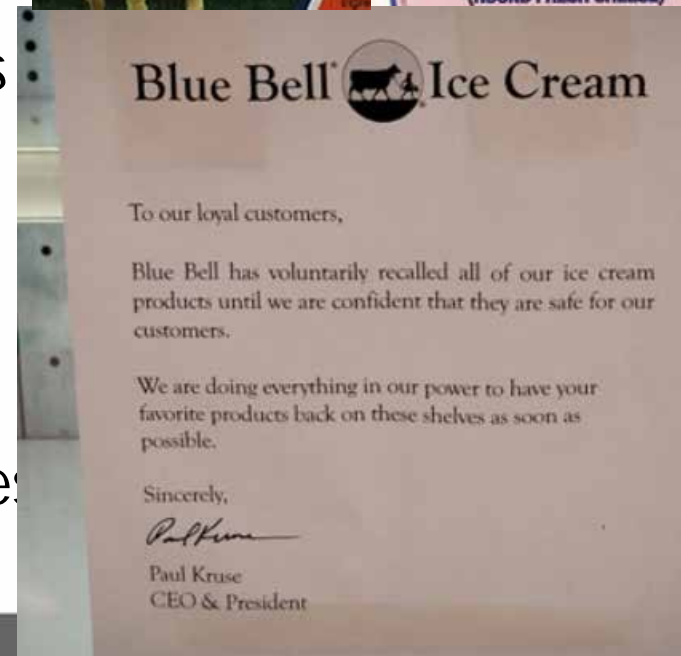 Blue Bell Ice Cream
To our loyal customers,
Blue Bell has voluntarily recalled all of our ice cream
products until we are confident that they are safe for our
customers.
We are doing everything in our power to have your
favorite products back on these shelves as soon as
possible.
Sincerely,
Paul Kruse
Paul Kruse
CEO & President